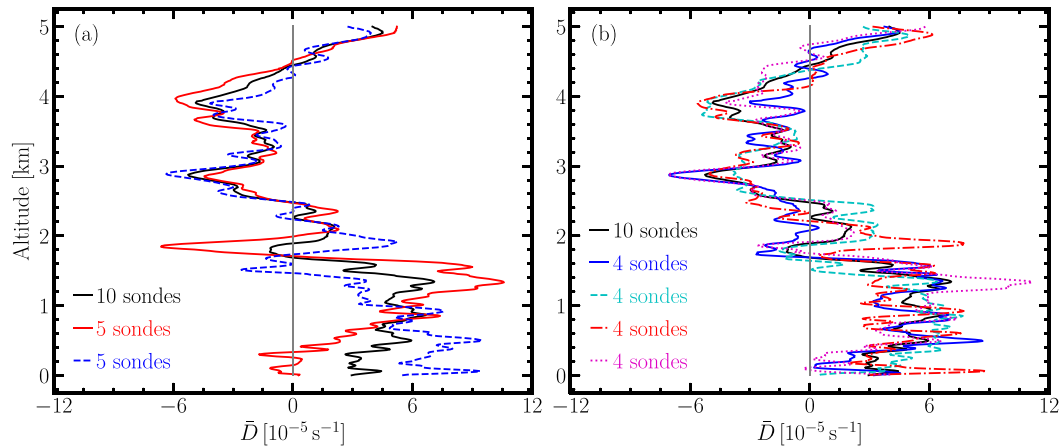 (a)
Altitude [km]
5
4
3
2
1
0
10 sondes
5 sondes
5 sondes
−12
−6
0
6
12
D̄ [10⁻⁵ s⁻¹]
(b)
5
4
3
2
1
0
10 sondes
4 sondes
4 sondes
4 sondes
4 sondes
−12
−6
0
6
12
D̄ [10⁻⁵ s⁻¹]